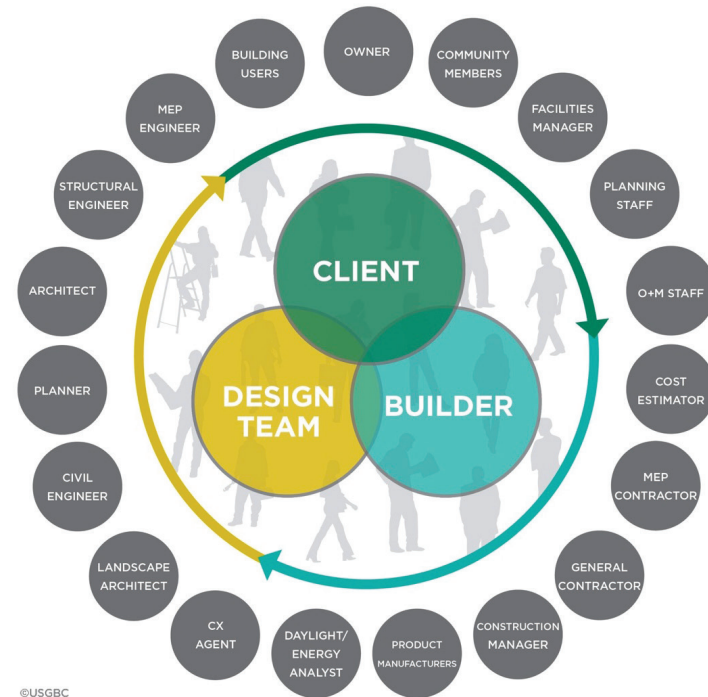 OWNER
COMMUNITY
MEMBERS
FACILITIES
MANAGER
PLANNING
STAFF
O+M STAFF
COST
ESTIMATOR
MEP
CONTRACTOR
GENERAL
CONTRACTOR
CONSTRUCTION
MANAGER
PRODUCT
MANUFACTURERS
DAYLIGHT/
ENERGY
ANALYST
CX
AGENT
LANDSCAPE
ARCHITECT
CIVIL
ENGINEER
PLANNER
ARCHITECT
STRUCTURAL
ENGINEER
MEP
ENGINEER
BUILDING
USERS
CLIENT
DESIGN
TEAM
BUILDER
©USGBC